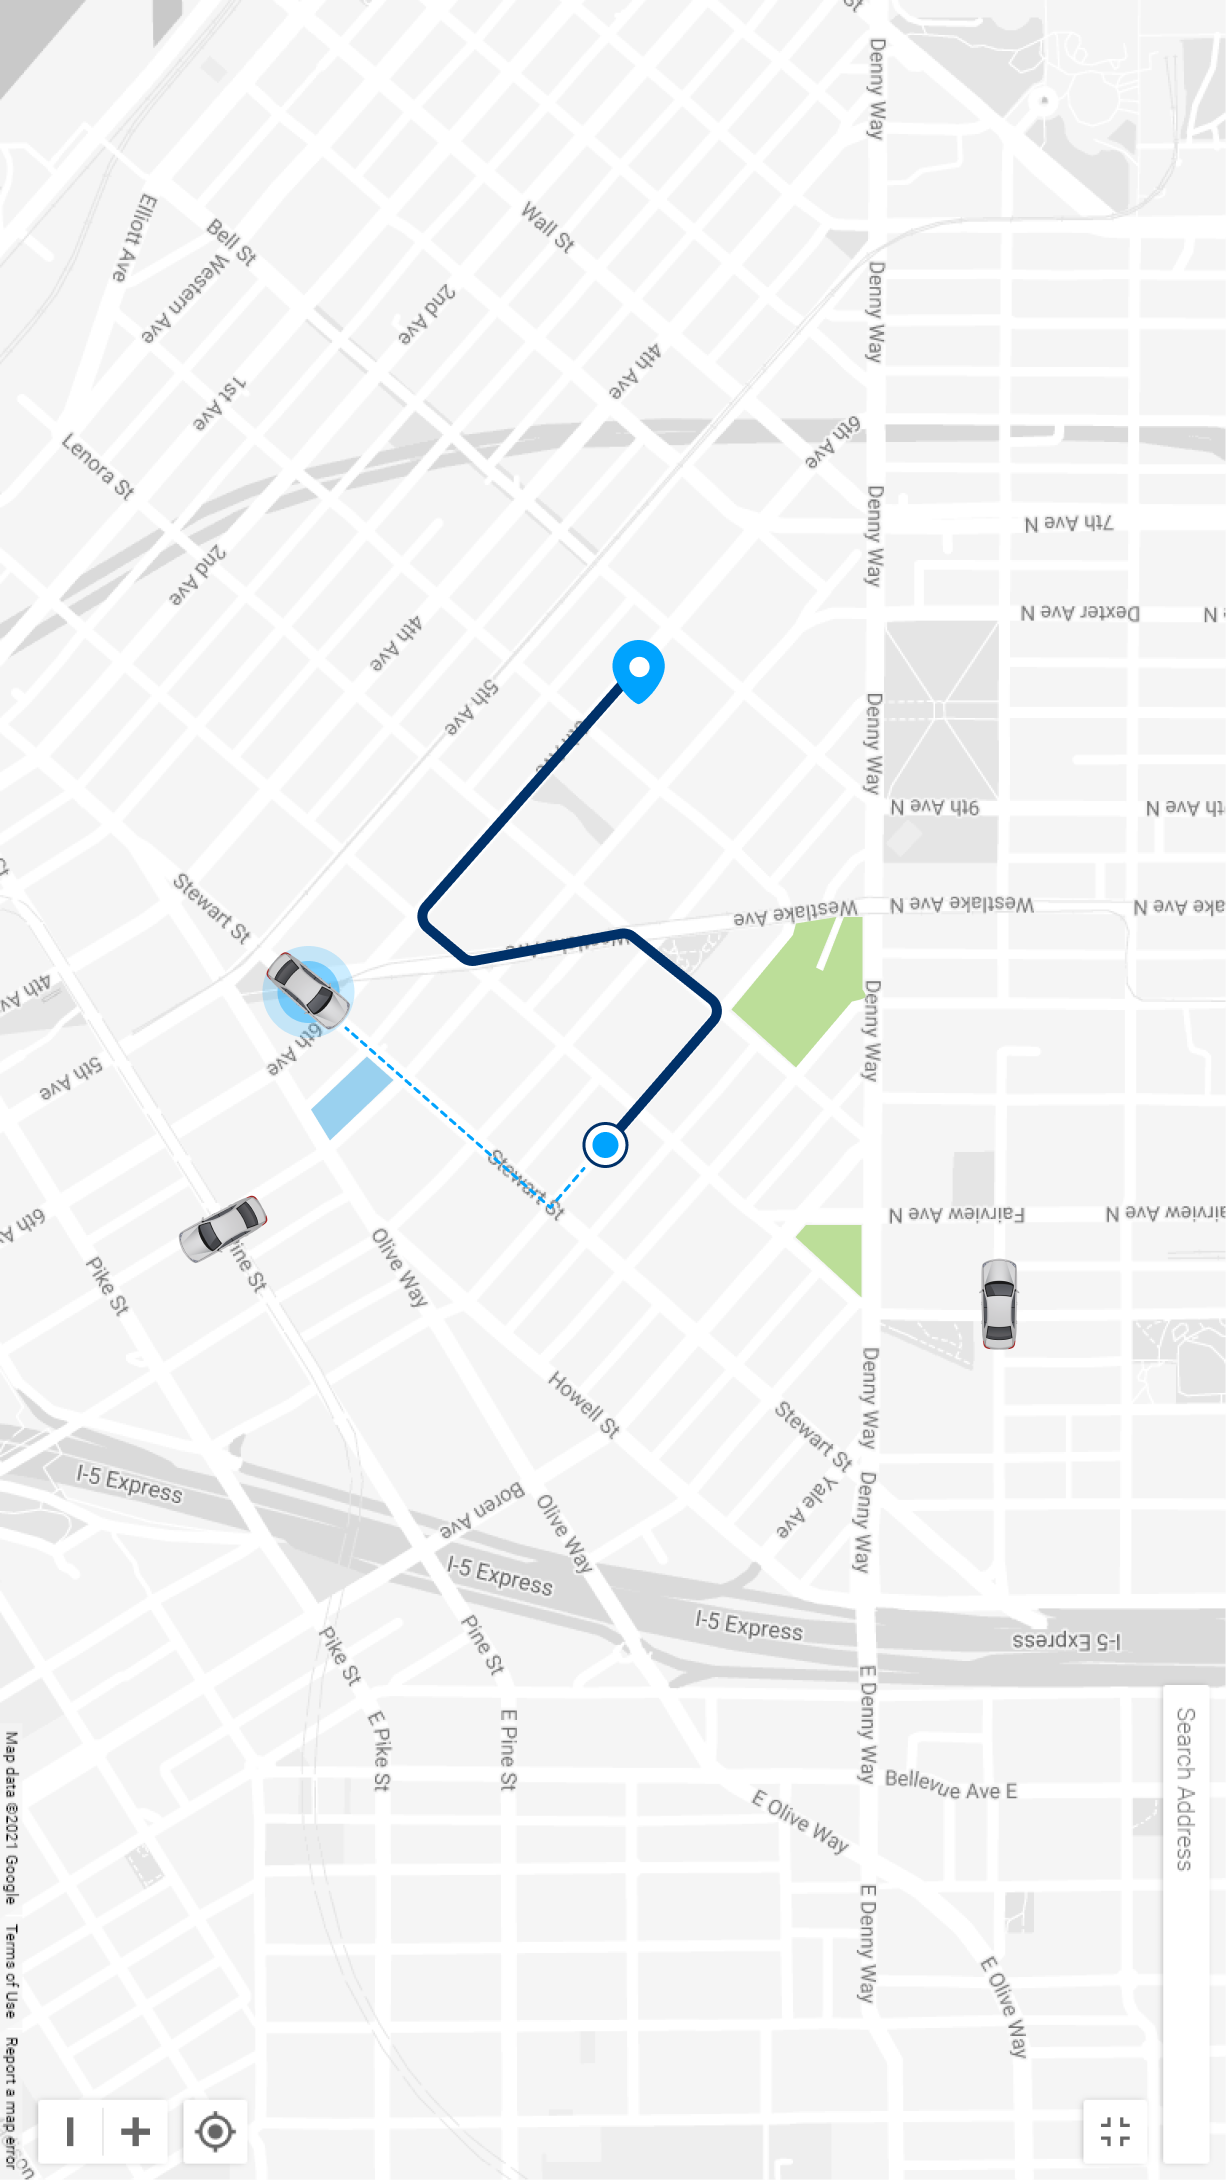 Denny Way
Elliott Ave
Bell St
Wall St
Western Ave
Denny Way
2nd Ave
4th Ave
1st Ave
6th Ave
Lenora St
Denny Way
7th Ave N
2nd Ave
Dexter Ave N
N
4th Ave
5th Ave
Denny Way
9th Ave N
Ave N
Stewart St
Westlake Ave
Westlake Ave N
Ave N
4th Ave
Denny Way
6th Ave
5th Ave
Stewart St
6th
Fairview Ave N
Ave N
Pike St
Pine St
Olive Way
Howell St
Denny Way
Stewart St
I-5 Express
Boren Ave
Olive Way
Yale Ave
Denny Way
I-5 Express
I-5 Express
I-5 Express
Pike St
Pine St
E Denny Way
E Pike St
E Pine St
Bellevue Ave E
E Olive Way
E Denny Way
E Olive Way
Search Address
Map data ©2021 Google
Terms of Use
Report a map error